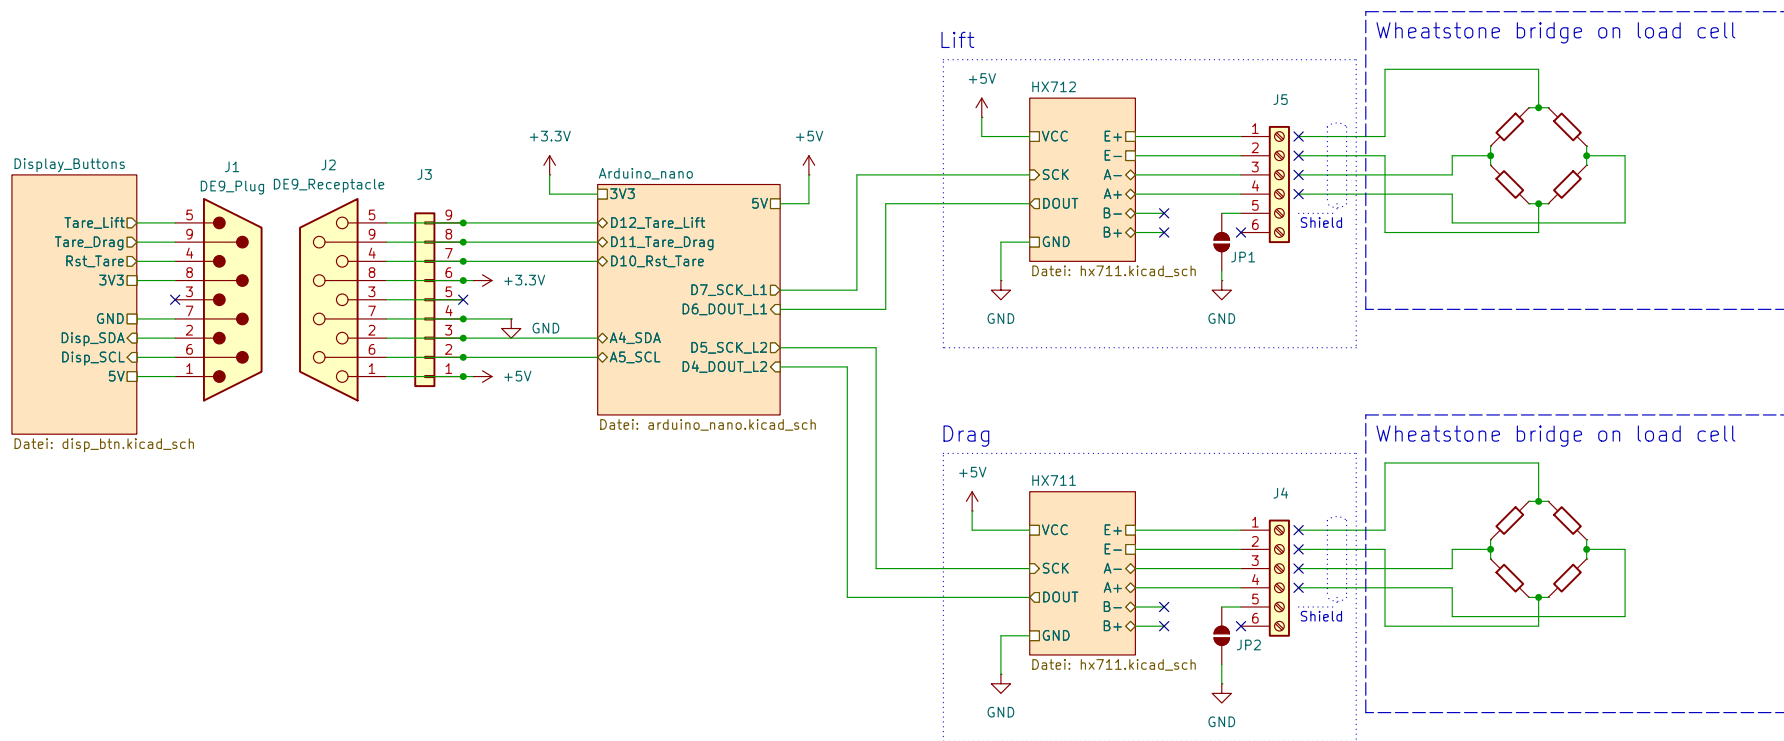 Display_Buttons
Tare_Lift
Tare_Drag
Rst_Tare
3V3
GND
Disp_SDA
Disp_SCL
5V
Datei: disp_btn.kicad_sch
5
9
4
8
3
7
2
6
1
J1
DE9_Plug
J2
DE9_Receptacle
5
9
4
8
3
7
2
6
1
J3
9
8
7
6
5
4
3
2
1
+3.3V
GND
+5V
+3.3V
+5V
Arduino_nano
3V3
5V
D12_Tare_Lift
D11_Tare_Drag
D10_Rst_Tare
D7_SCK_L1
D6_DOUT_L1
A4_SDA
A5_SCL
D5_SCK_L2
D4_DOUT_L2
Datei: arduino_nano.kicad_sch
Lift
+5V
HX712
VCC
SCK
DOUT
GND
E+
E-
A-
A+
B-
B+
Datei: hx711.kicad_sch
GND
J5
1
2
3
4
5
6
JP1
GND
Shield
Wheatstone bridge on load cell
Drag
+5V
HX711
VCC
SCK
DOUT
GND
E+
E-
A-
A+
B-
B+
Datei: hx711.kicad_sch
GND
J4
1
2
3
4
5
6
JP2
GND
Shield
Wheatstone bridge on load cell